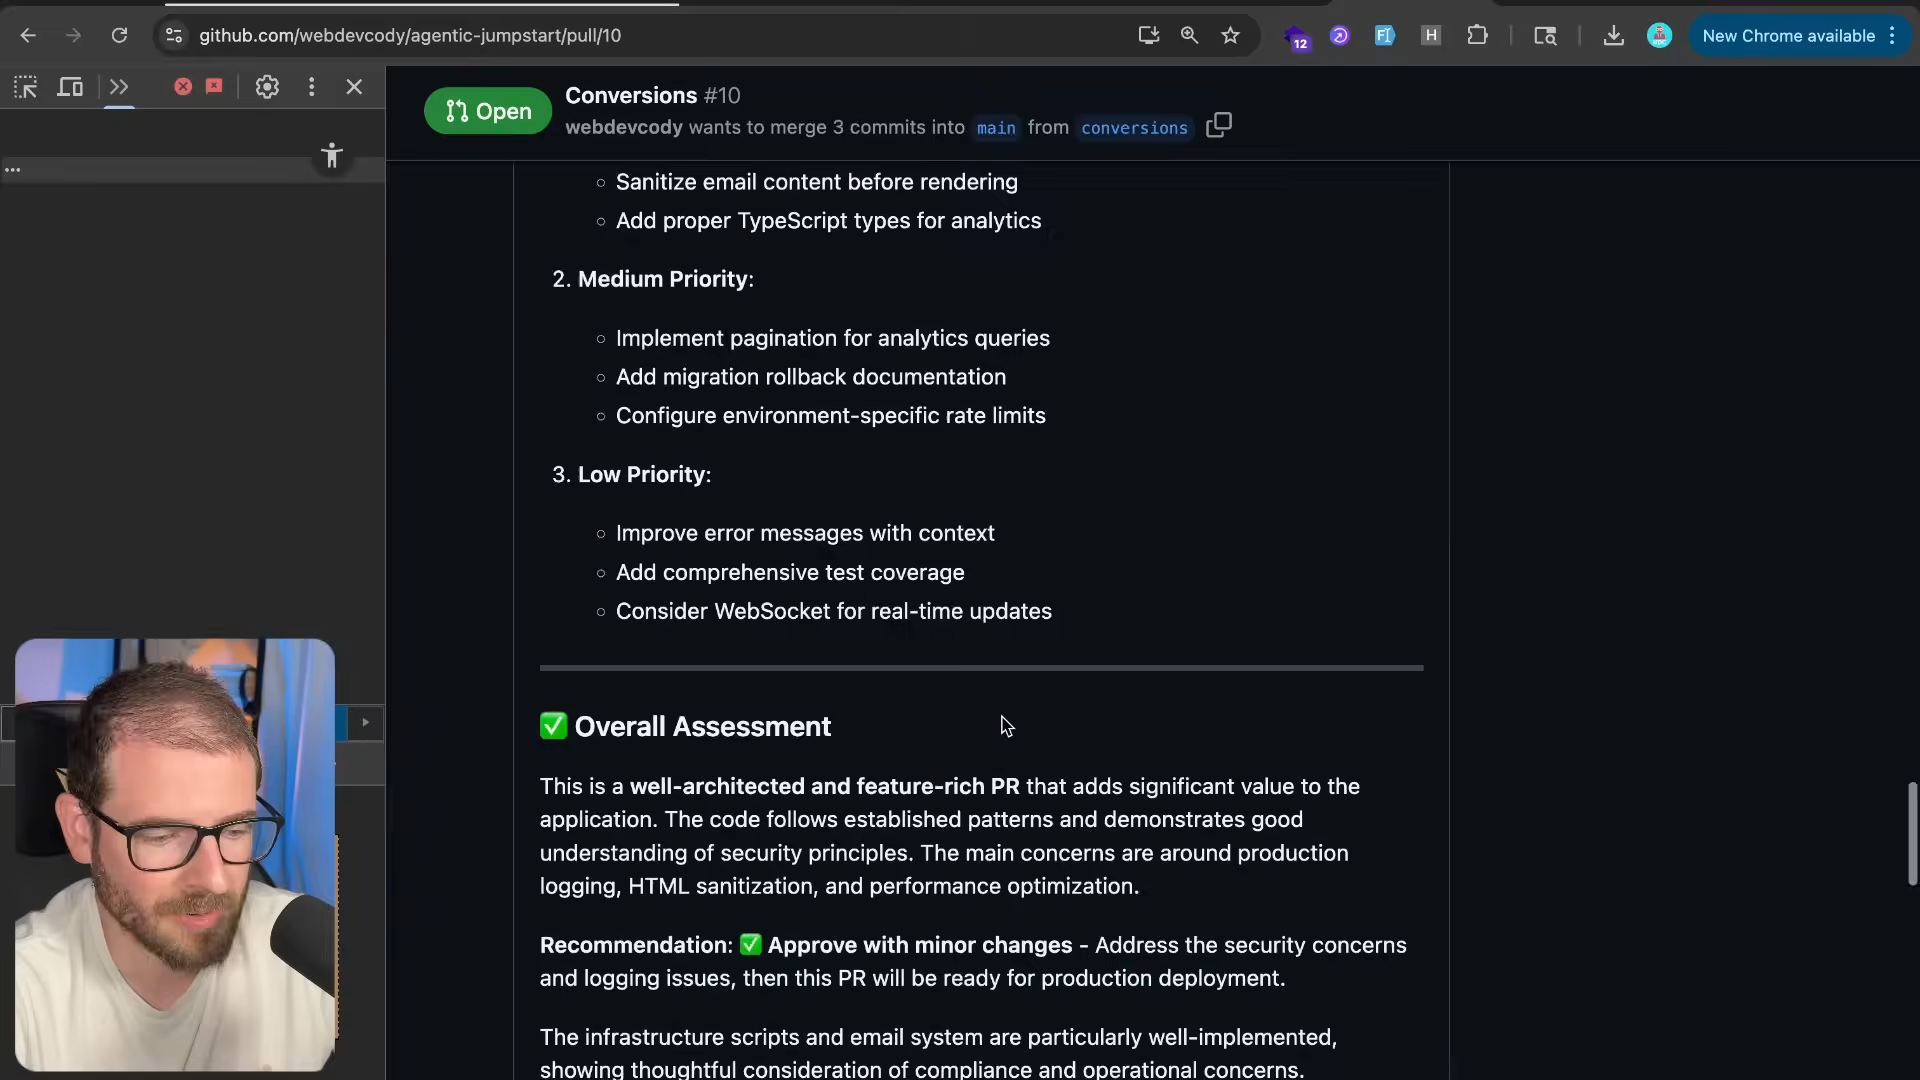 github.com/webdevcody/agentic-jumpstart/pull/10
12
H
New Chrome available
Open
Conversions #10
webdevcody wants to merge 3 commits into main from conversions
...
Sanitize email content before rendering
Add proper TypeScript types for analytics
2. Medium Priority:
Implement pagination for analytics queries
Add migration rollback documentation
Configure environment-specific rate limits
3. Low Priority:
Improve error messages with context
Add comprehensive test coverage
Consider WebSocket for real-time updates
✅ Overall Assessment
This is a well-architected and feature-rich PR that adds significant value to the
application. The code follows established patterns and demonstrates good
understanding of security principles. The main concerns are around production
logging, HTML sanitization, and performance optimization.
Recommendation: ✅ Approve with minor changes - Address the security concerns
and logging issues, then this PR will be ready for production deployment.
The infrastructure scripts and email system are particularly well-implemented,
showing thoughtful consideration of compliance and operational concerns.